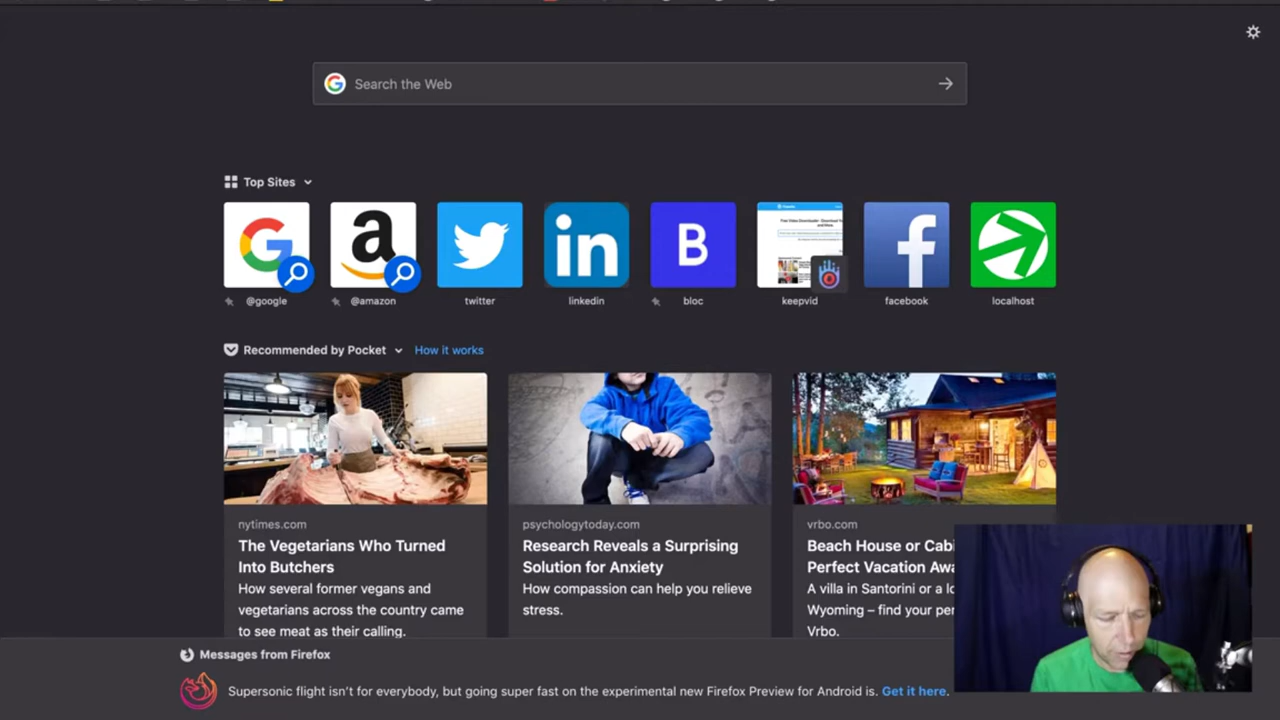 Search the Web
Top Sites
@google
@amazon
twitter
linkedin
B
bloc
keepvid
facebook
localhost
Recommended by Pocket How it works
nytimes.com
The Vegetarians Who Turned
Into Butchers
How several former vegans and
vegetarians across the country came
to see meat as their calling.
psychologytoday.com
Research Reveals a Surprising
Solution for Anxiety
How compassion can help you relieve
stress.
vrbo.com
Beach House or Cabi
Perfect Vacation Awa
A villa in Santorini or a lo
Wyoming – find your per
Vrbo.
Messages from Firefox
Supersonic flight isn’t for everybody, but going super fast on the experimental new Firefox Preview for Android is. Get it here.